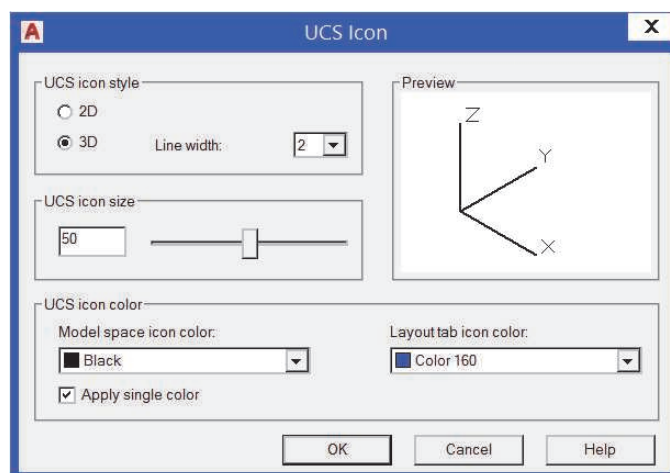 A
UCS Icon
X
UCS icon style
2D
3D
Line width:
2
Preview
Z
Y
X
UCS icon size
50
UCS icon color
Model space icon color:
Black
Layout tab icon color:
Color 160
Apply single color
OK
Cancel
Help